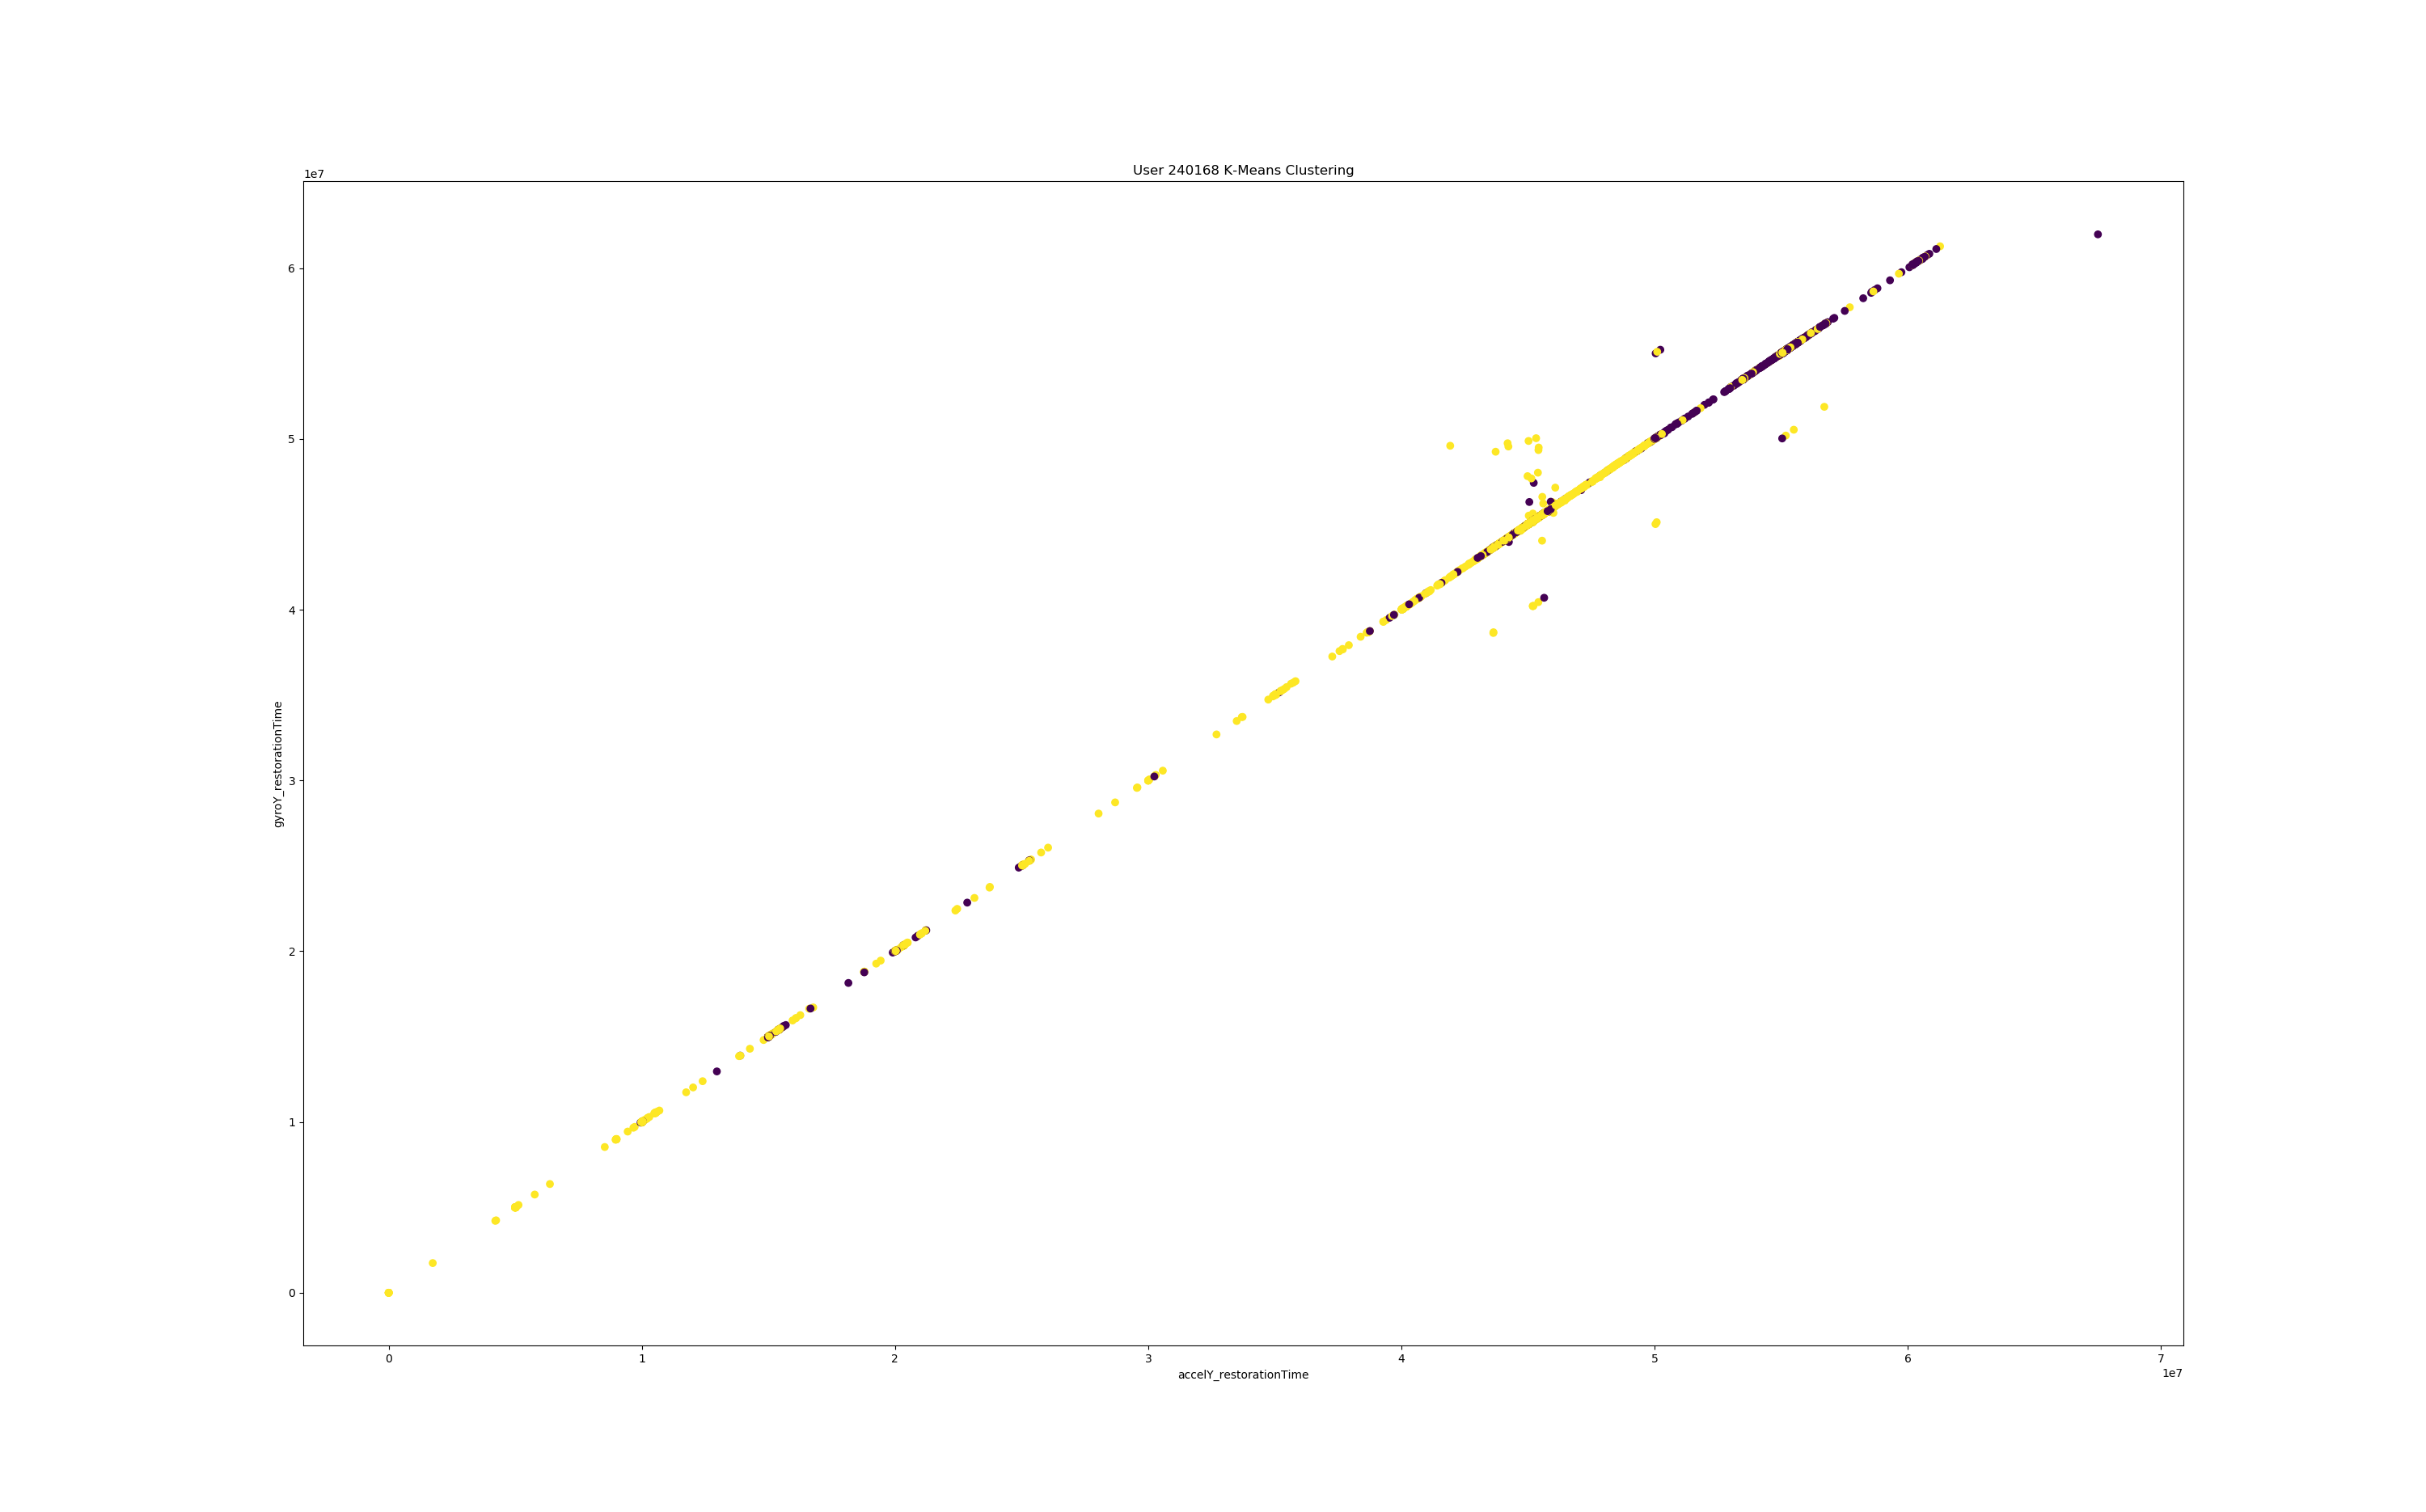 User 240168 K-Means Clustering
1e7
6
5
4
3
2
1
0
gyroY_restorationTime
0 1 2 3 4 5 6 7
accelY_restorationTime
1e7